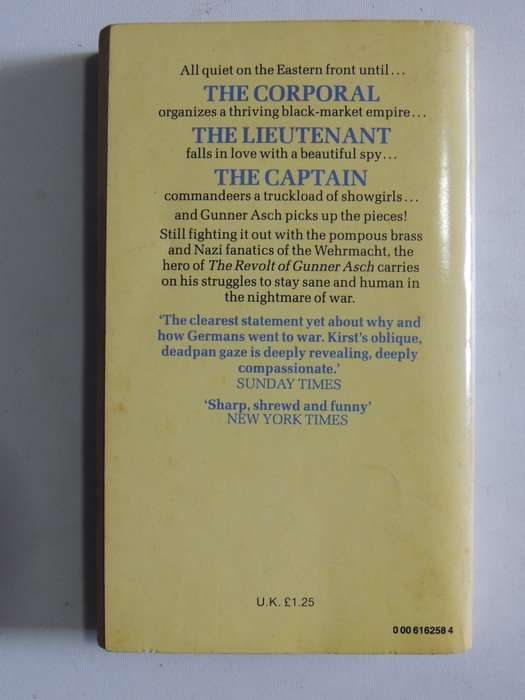 All quiet on the Eastern front until...
THE CORPORAL
organizes a thriving black-market empire...
THE LIEUTENANT
falls in love with a beautiful spy...
THE CAPTAIN
commandeers a truckload of showgirls...
and Gunner Asch picks up the pieces!
Still fighting it out with the pompous brass
and Nazi fanatics of the Wehrmacht, the
hero of The Revolt of Gunner Asch carries
on his struggles to stay sane and human in
the nightmare of war.
‘The clearest statement yet about why and
how Germans went to war. Kirst’s oblique,
deadpan gaze is deeply revealing, deeply
compassionate.’
SUNDAY TIMES
‘Sharp, shrewd and funny’
NEW YORK TIMES
U.K. £1.25
0 00 616258 4